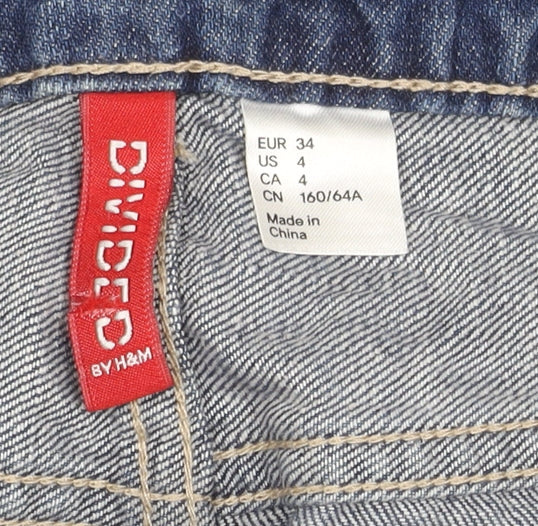 DIVIDED
BY H&M
EUR 34
US 4
CA 4
CN 160/64A
Made in
China